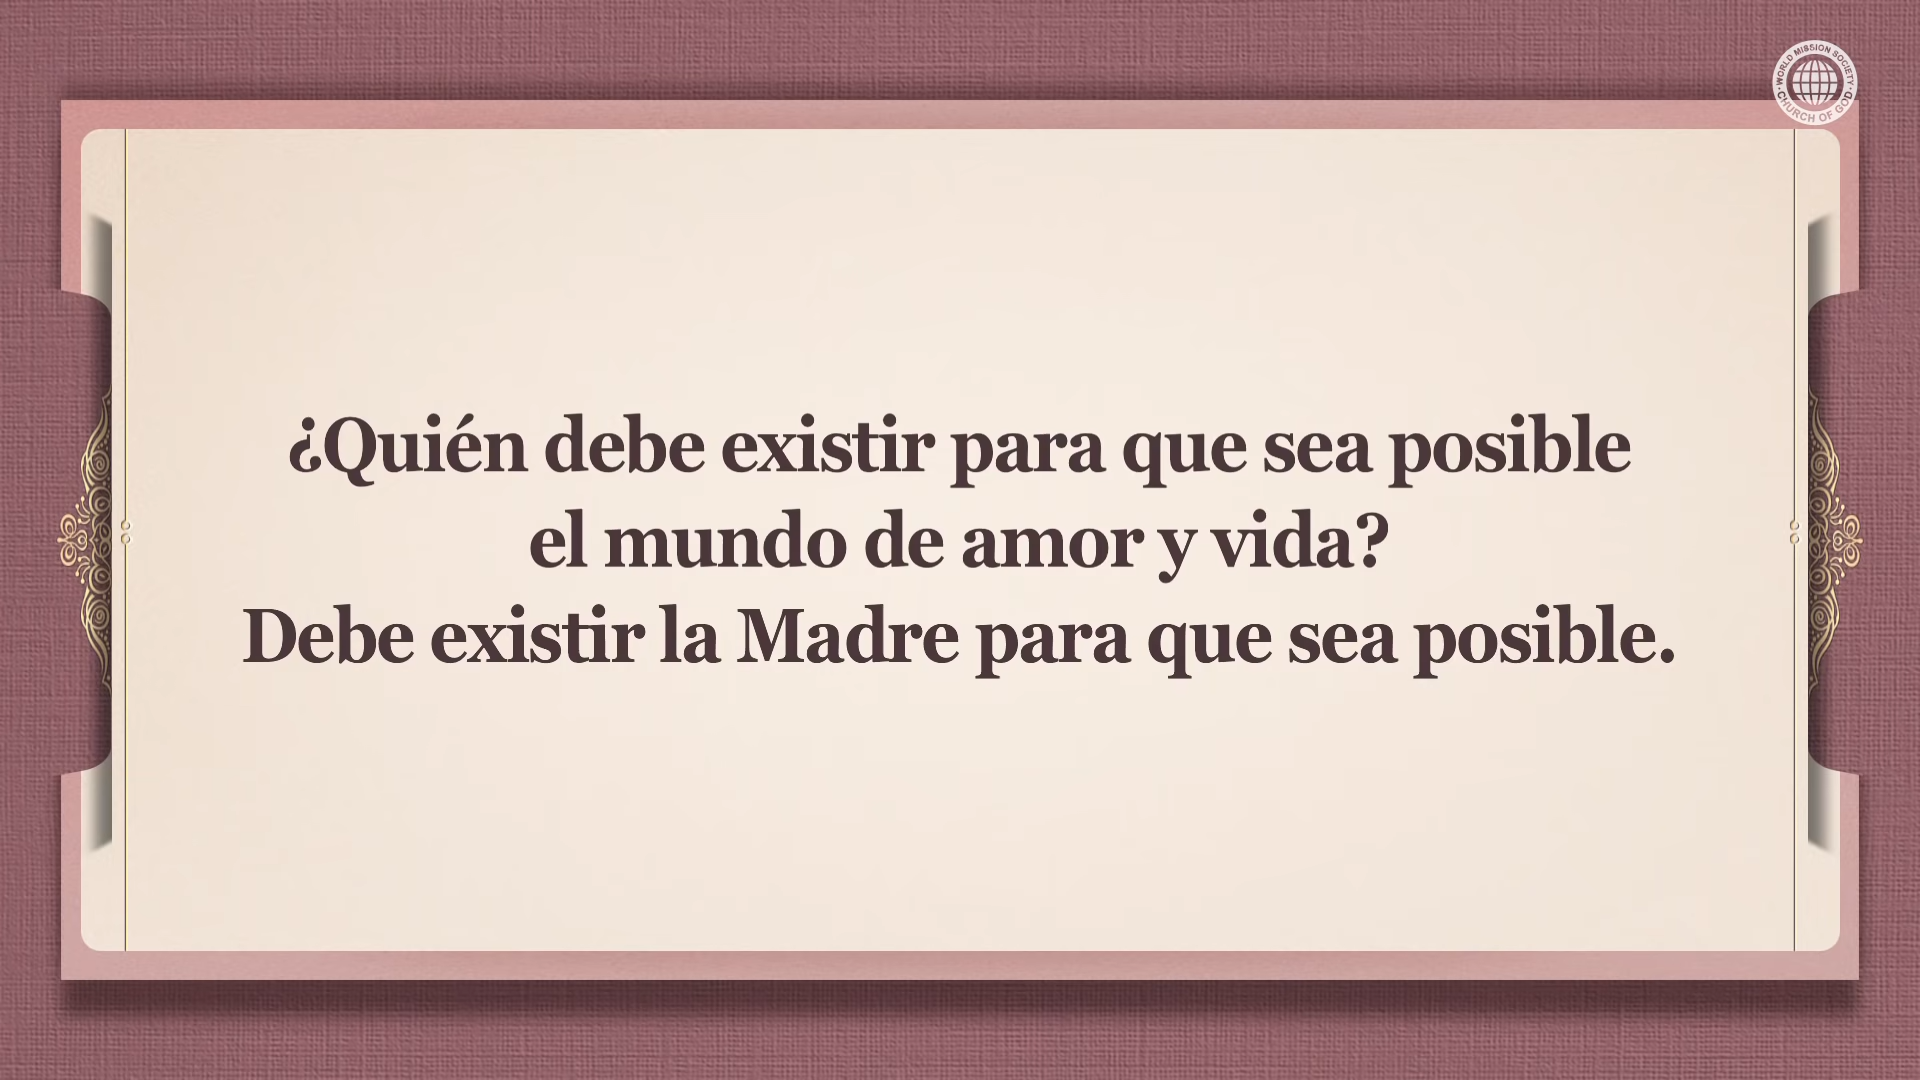 WORLD MISSION SOCIETY
CHURCH OF GOD
¿Quién debe existir para que sea posible
el mundo de amor y vida?
Debe existir la Madre para que sea posible.